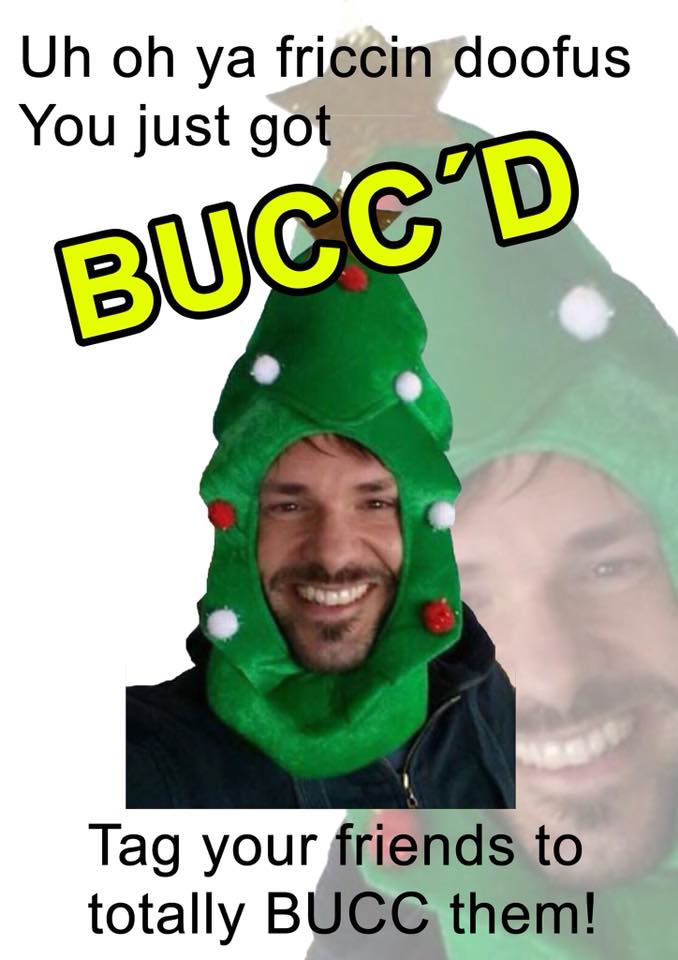 Uh oh ya friccin doofus
You just got
BUCC´D
Tag your friends to
totally BUCC them!